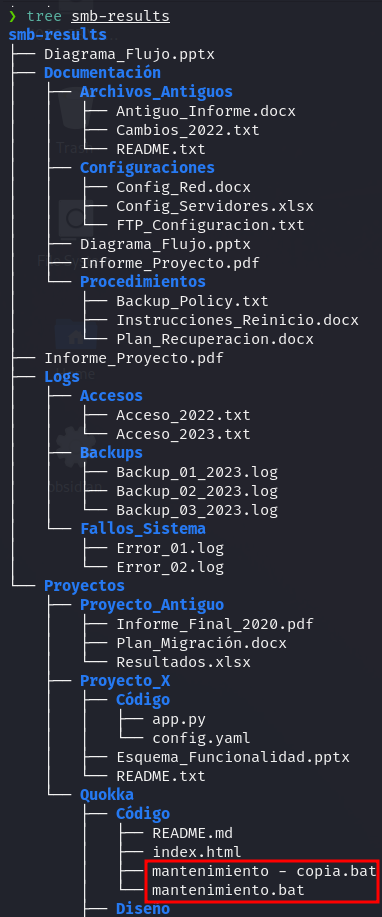 ❯ tree smb-results
smb-results
├── Diagrama_Flujo.pptx
├── Documentación
│   ├── Archivos_Antiguos
│   │   ├── Antiguo_Informe.docx
│   │   ├── Cambios_2022.txt
│   │   └── README.txt
│   ├── Configuraciones
│   │   ├── Config_Red.docx
│   │   ├── Config_Servidores.xlsx
│   │   └── FTP_Configuracion.txt
│   ├── Diagrama_Flujo.pptx
│   ├── Informe_Proyecto.pdf
│   └── Procedimientos
│       ├── Backup_Policy.txt
│       ├── Instrucciones_Reinicio.docx
│       └── Plan_Recuperacion.docx
├── Informe_Proyecto.pdf
├── Logs
│   ├── Accesos
│   │   ├── Acceso_2022.txt
│   │   └── Acceso_2023.txt
│   ├── Backups
│   │   ├── Backup_01_2023.log
│   │   ├── Backup_02_2023.log
│   │   └── Backup_03_2023.log
│   └── Fallos_Sistema
│       ├── Error_01.log
│       └── Error_02.log
└── Proyectos
    ├── Proyecto_Antiguo
    │   ├── Informe_Final_2020.pdf
    │   ├── Plan_Migración.docx
    │   └── Resultados.xlsx
    ├── Proyecto_X
    │   ├── Código
    │   │   ├── app.py
    │   │   └── config.yaml
    │   ├── Esquema_Funcionalidad.pptx
    │   └── README.txt
    └── Quokka
        ├── Código
        │   ├── README.md
        │   ├── index.html
        │   ├── mantenimiento - copia.bat
        │   └── mantenimiento.bat
        ├── Diseno